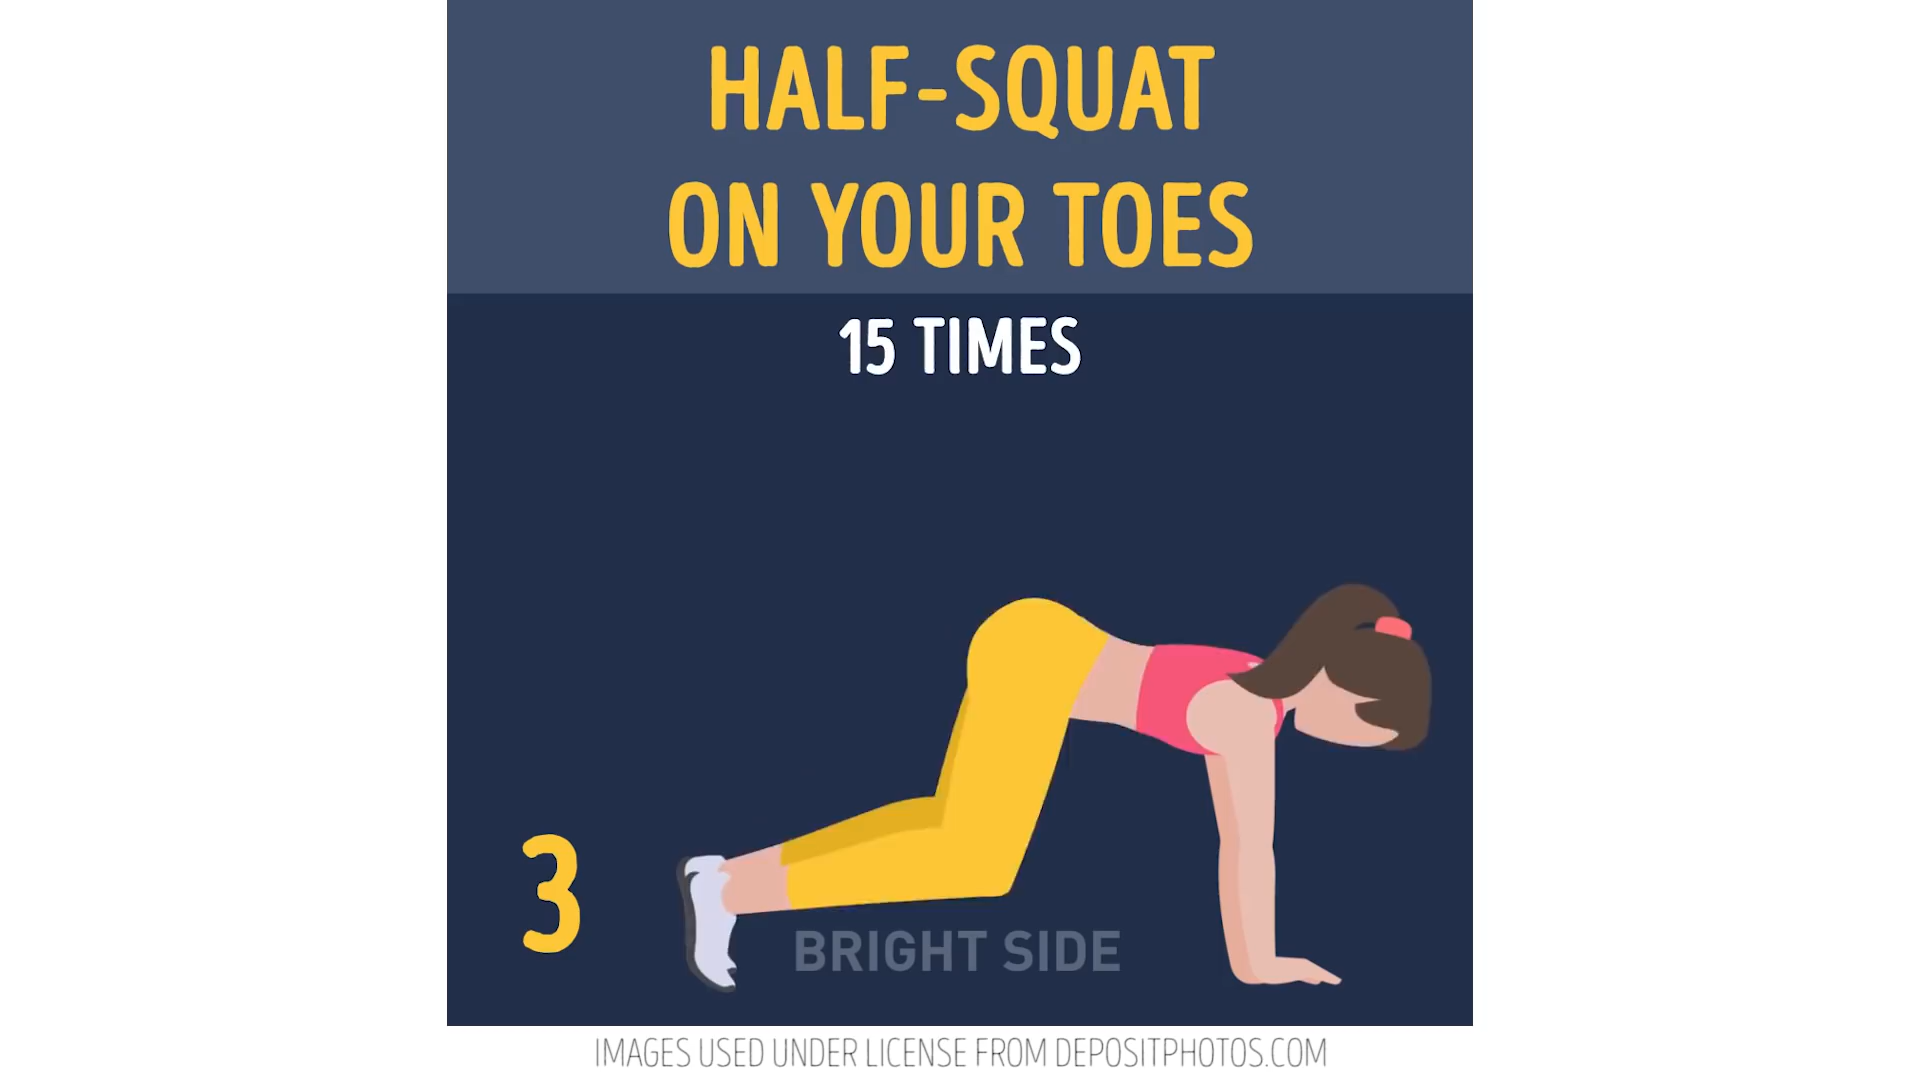 HALF-SQUAT
ON YOUR TOES
15 TIMES
3
BRIGHT SIDE
IMAGES USED UNDER LICENSE FROM DEPOSITPHOTOS.COM